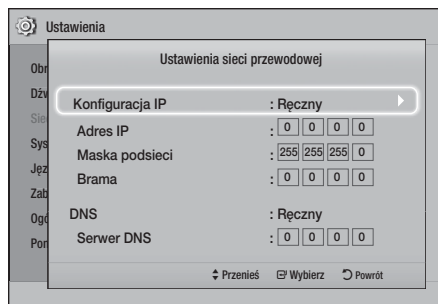 Ustawienia
Obr
Ustawienia sieci przewodowej
Dźw
Konfiguracja IP : Ręczny
Sie
Adres IP : 0 0 0 0
Sys
Maska podsieci : 255 255 255 0
Jęz
Brama : 0 0 0 0
Zab
DNS : Ręczny
Ogó
Serwer DNS : 0 0 0 0
Pom
Przenieś Wybierz Powrót